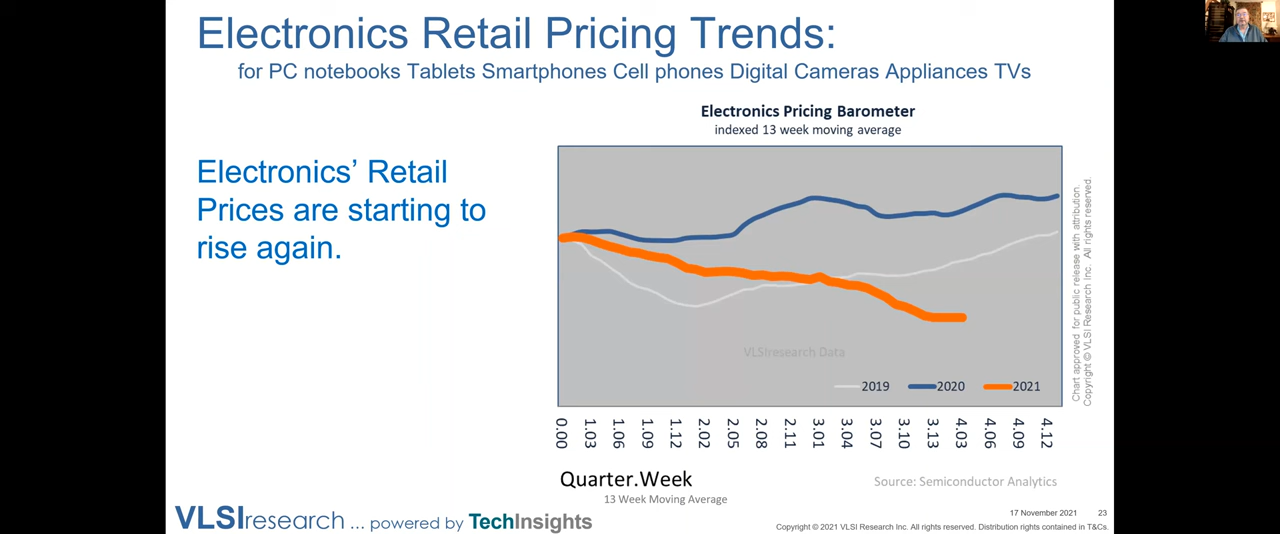 Electronics Retail Pricing Trends:
for PC notebooks Tablets Smartphones Cell phones Digital Cameras Appliances TVs
Electronics’ Retail
Prices are starting to
rise again.
Electronics Pricing Barometer
indexed 13 week moving average
VLSIresearch Data
2019 2020 2021
0.00 1.03 1.06 1.09 1.12 2.02 2.05 2.08 2.11 3.01 3.04 3.07 3.10 3.13 4.03 4.06 4.09 4.12
Chart approved for public release with attribution.
Copyright © VLSI Research Inc. All rights reserved.
Quarter.Week
13 Week Moving Average
Source: Semiconductor Analytics
VLSIresearch ... powered by TechInsights
17 November 2021 23
Copyright © 2021 VLSI Research Inc. All rights reserved. Distribution rights contained in T&Cs.